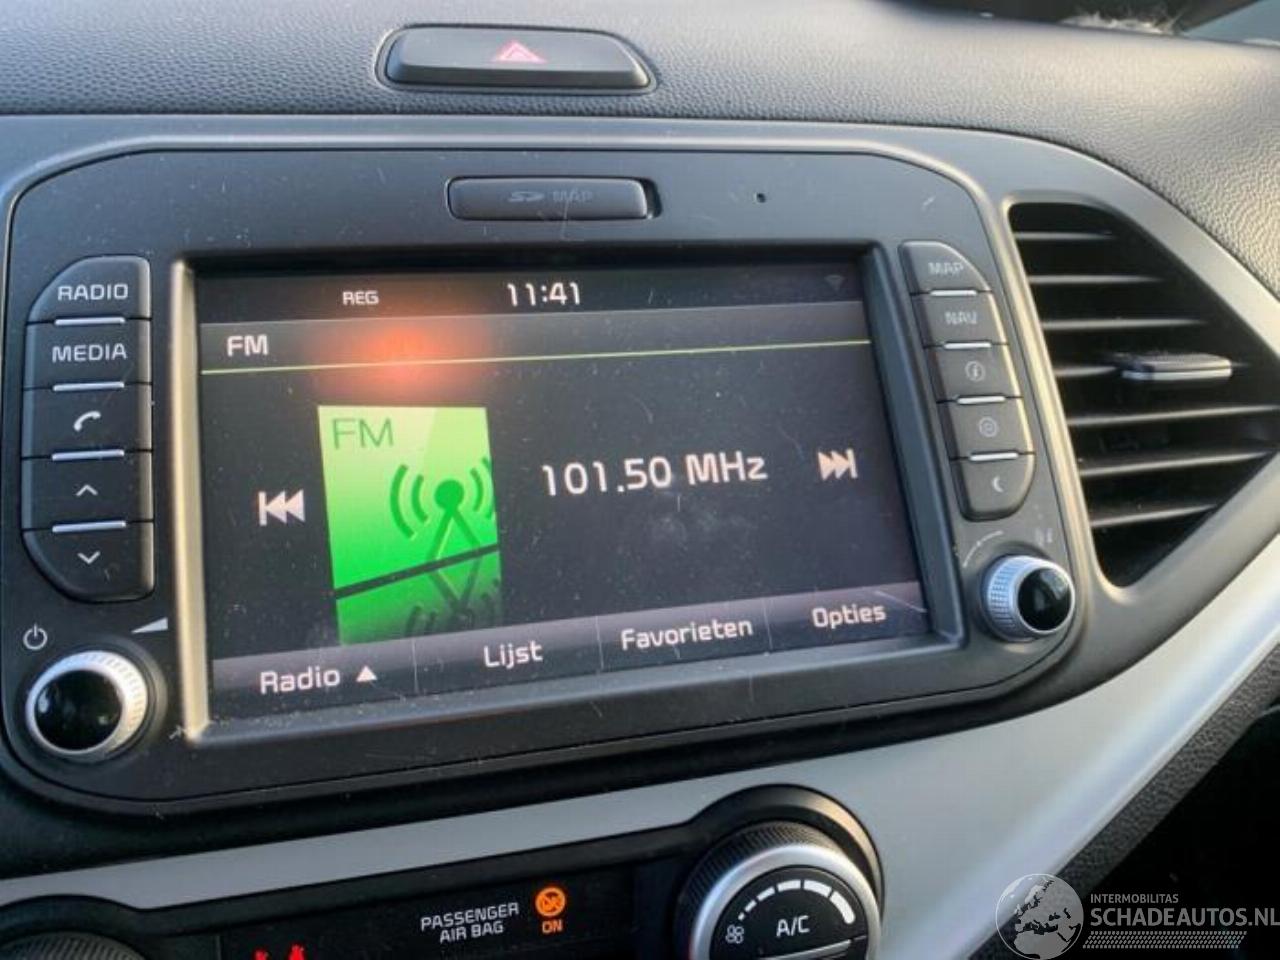 SD MAP
RADIO
MEDIA
REG 11:41
FM
FM
101.50 MHz
Radio ▲ Lijst Favorieten Opties
MAP
NAV
PASSENGER
AIR BAG
ON
A/C
INTERMOBILITAS
SCHADEAUTOS.NL